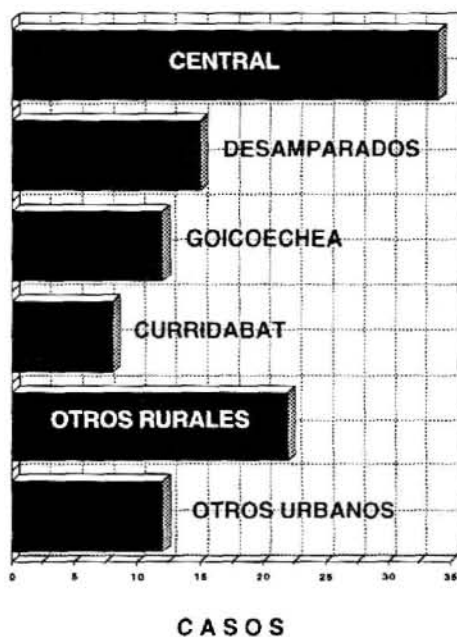 CENTRAL
DESAMPARADOS
GOICOECHEA
CURRIDABAT
OTROS RURALES
OTROS URBANOS
0 5 10 15 20 25 30 35
CASOS